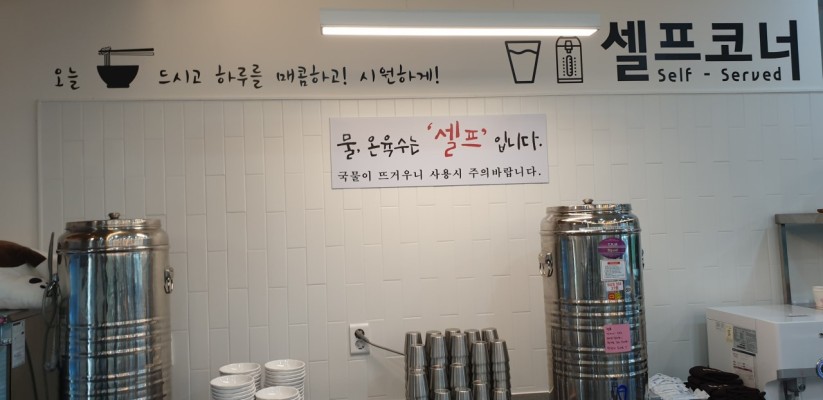 오늘 드시고 하루를 매콤하고! 시원하게!
셀프코너
Self - Served
물, 온육수는 '셀프' 입니다.
국물이 뜨거우니 사용시 주의바랍니다.